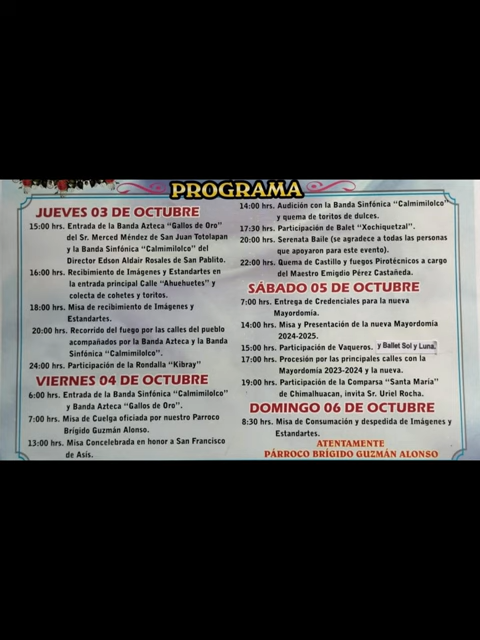 PROGRAMA
JUEVES 03 DE OCTUBRE
15:00 hrs. Entrada de la Banda Azteca “Gallos de Oro”
del Sr. Merced Méndez de San Juan Totolapan
y la Banda Sinfónica “Calmimilolco” del
Director Edson Aldair Rosales de San Pablito.
16:00 hrs. Recibimiento de Imágenes y Estandartes en
la entrada principal Calle “Ahuehuetes” y
colecta de cohetes y toritos.
18:00 hrs. Misa de recibimiento de Imágenes y
Estandartes.
20:00 hrs. Recorrido del fuego por las calles del pueblo
acompañados por la Banda Azteca y la Banda
Sinfónica “Calmimilolco”.
24:00 hrs. Participación de la Rondalla “Kibray”
VIERNES 04 DE OCTUBRE
6:00 hrs. Entrada de la Banda Sinfónica “Calmimilolco”
y Banda Azteca “Gallos de Oro”.
7:00 hrs. Misa de Cuelga oficiada por nuestro Parroco
Brígido Guzmán Alonso.
13:00 hrs. Misa Concelebrada en honor a San Francisco
de Asís.
14:00 hrs. Audición con la Banda Sinfónica “Calmimilolco”
y quema de toritos de dulces.
17:30 hrs. Participación de Balet “Xochiquetzal”.
20:00 hrs. Serenata Baile (se agradece a todas las personas
que apoyaron para este evento).
22:00 hrs. Quema de Castillo y fuegos Pirotécnicos a cargo
del Maestro Emigdio Pérez Castañeda.
SÁBADO 05 DE OCTUBRE
7:00 hrs. Entrega de Credenciales para la nueva
Mayordomía.
14:00 hrs. Misa y Presentación de la nueva Mayordomía
2024-2025.
15:00 hrs. Participación de Vaqueros. y Ballet Sol y Luna.
17:00 hrs. Procesión por las principales calles con la
Mayordomía 2023-2024 y la nueva.
19:00 hrs. Participación de la Comparsa “Santa Maria”
de Chimalhuacan, invita Sr. Uriel Rocha.
DOMINGO 06 DE OCTUBRE
8:30 hrs. Misa de Consumación y despedida de Imágenes y
Estandartes.
ATENTAMENTE
PÁRROCO BRÍGIDO GUZMÁN ALONSO